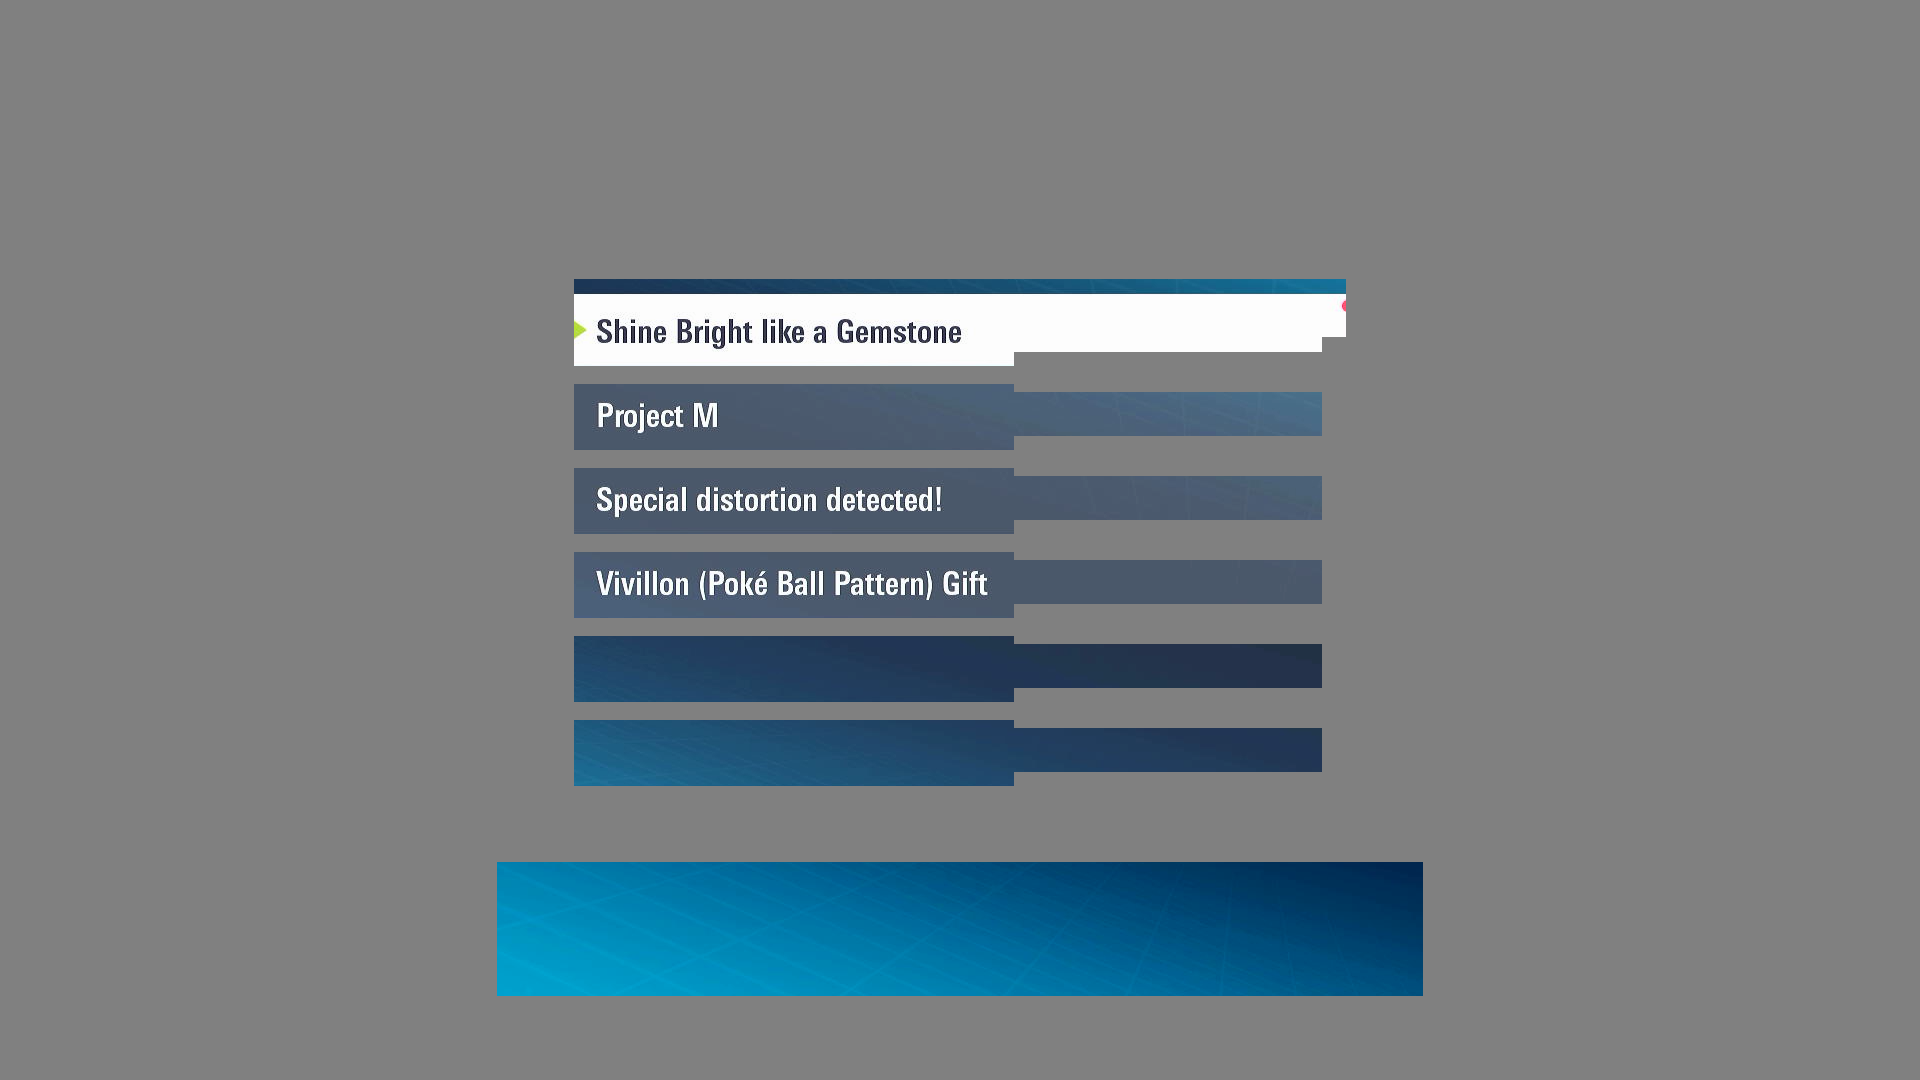 Shine Bright like a Gemstone
Project M
Special distortion detected!
Vivillon (Poké Ball Pattern) Gift